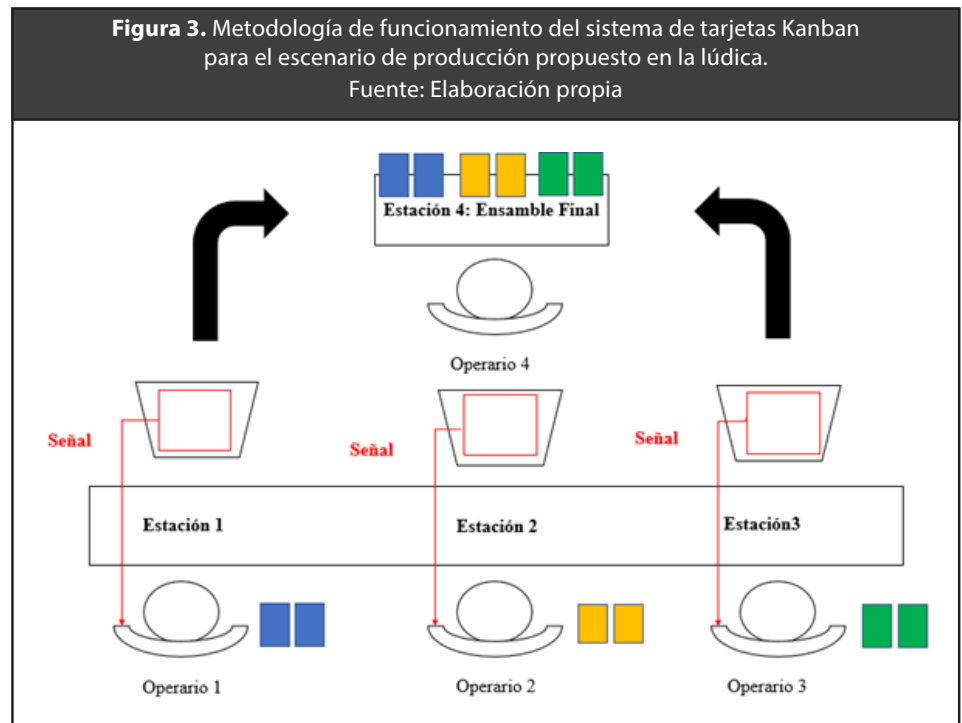 Figura 3. Metodología de funcionamiento del sistema de tarjetas Kanban
para el escenario de producción propuesto en la lúdica.
Fuente: Elaboración propia
Estación 4: Ensamble Final
Operario 4
Señal
Señal
Señal
Estación 1
Estación 2
Estación3
Operario 1
Operario 2
Operario 3